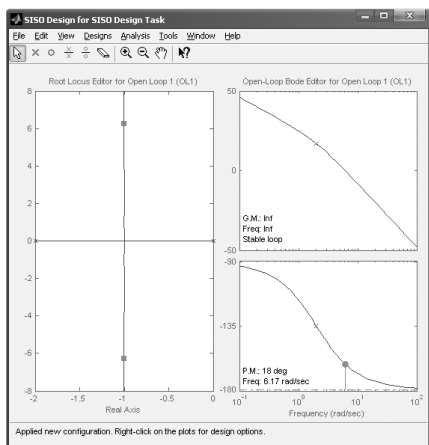 SISO Design for SISO Design Task
File Edit View Designs Analysis Tools Window Help
Root Locus Editor for Open Loop 1 (OL1)
8
6
4
2
0
-2
-4
-6
-8
-2 -1.5 -1 -0.5 0
Real Axis
Open-Loop Bode Editor for Open Loop 1 (OL1)
50
0
-50
G.M.: Inf
Freq: Inf
Stable loop
-90
-135
-180
P.M.: 18 deg
Freq: 6.17 rad/sec
10^-1 10^0 10^1 10^2
Frequency (rad/sec)
Applied new configuration. Right-click on the plots for design options.